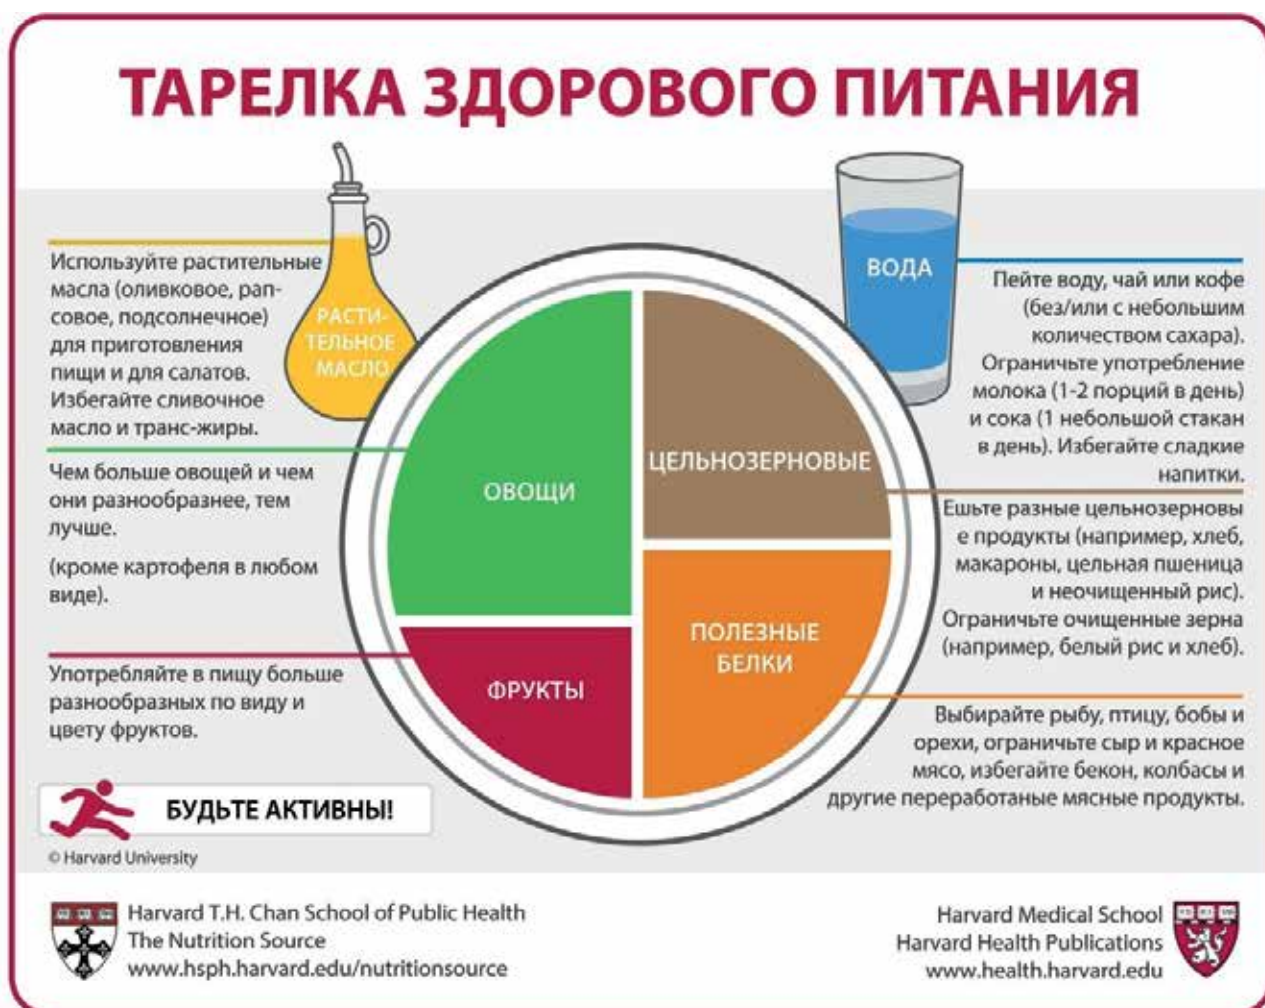 ТАРЕЛКА ЗДОРОВОГО ПИТАНИЯ
Используйте растительные
масла (оливковое, рап-
совое, подсолнечное)
для приготовления
пищи и для салатов.
Избегайте сливочное
масло и транс-жиры.
РАСТИ-
ТЕЛЬНОЕ
МАСЛО
Чем больше овощей и чем
они разнообразнее, тем
лучше.
(кроме картофеля в любом
виде).
Употребляйте в пищу больше
разнообразных по виду и
цвету фруктов.
ОВОЩИ
ФРУКТЫ
ЦЕЛЬНОЗЕРНОВЫЕ
ПОЛЕЗНЫЕ
БЕЛКИ
ВОДА
Пейте воду, чай или кофе
(без/или с небольшим
количеством сахара).
Ограничьте употребление
молока (1-2 порций в день)
и сока (1 небольшой стакан
в день). Избегайте сладкие
напитки.
Ешьте разные цельнозерновы
е продукты (например, хлеб,
макароны, цельная пшеница
и неочищенный рис).
Ограничьте очищенные зерна
(например, белый рис и хлеб).
Выбирайте рыбу, птицу, бобы и
орехи, ограничьте сыр и красное
мясо, избегайте бекон, колбасы и
другие переработаные мясные продукты.
БУДЬТЕ АКТИВНЫ!
© Harvard University
Harvard T.H. Chan School of Public Health
The Nutrition Source
www.hsph.harvard.edu/nutritionsource
Harvard Medical School
Harvard Health Publications
www.health.harvard.edu